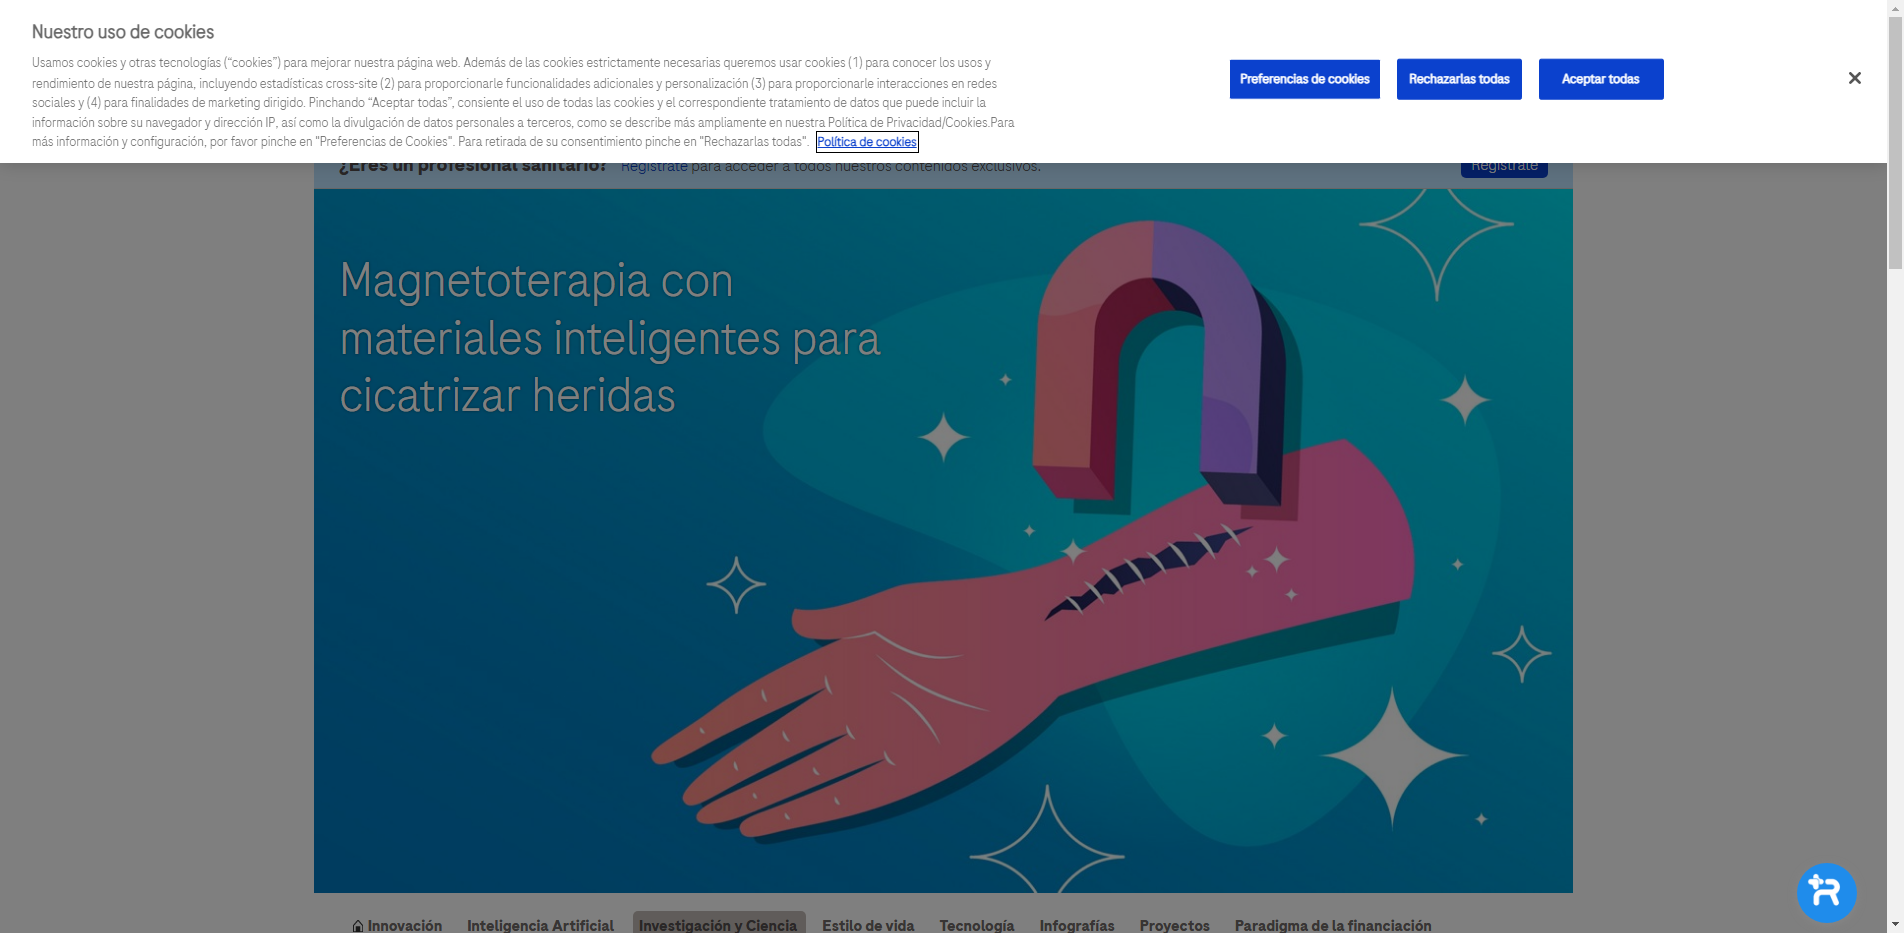 Nuestro uso de cookies
Usamos cookies y otras tecnologías (“cookies”) para mejorar nuestra página web. Además de las cookies estrictamente necesarias queremos usar cookies (1) para conocer los usos y
rendimiento de nuestra página, incluyendo estadísticas cross-site (2) para proporcionarle funcionalidades adicionales y personalización (3) para proporcionarle interacciones en redes
sociales y (4) para finalidades de marketing dirigido. Pinchando “Aceptar todas”, consiente el uso de todas las cookies y el correspondiente tratamiento de datos que puede incluir la
información sobre su navegador y dirección IP, así como la divulgación de datos personales a terceros, como se describe más ampliamente en nuestra Política de Privacidad/Cookies.Para
más información y configuración, por favor pinche en "Preferencias de Cookies". Para retirada de su consentimiento pinche en "Rechazarlas todas". Política de cookies
Preferencias de cookies
Rechazarlas todas
Aceptar todas
¿Eres un profesional sanitario? Regístrate para acceder a todos nuestros contenidos exclusivos.
Regístrate
Magnetoterapia con
materiales inteligentes para
cicatrizar heridas
Innovación Inteligencia Artificial Investigación y Ciencia Estilo de vida Tecnología Infografías Proyectos Paradigma de la financiación